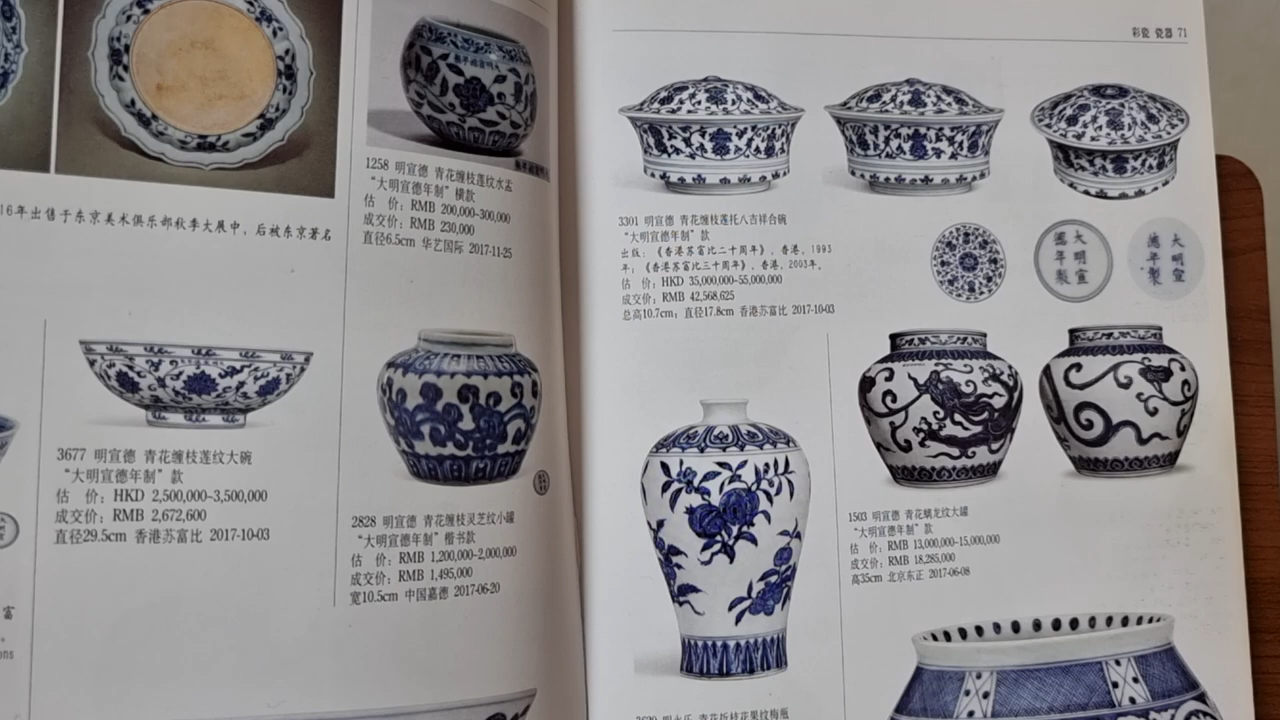 16年出售于东京美术俱乐部秋季大展中，后被东京著名
1258 明宣德 青花缠枝莲纹水盂
“大明宣德年制”横款
估 价：RMB 200,000-300,000
成交价：RMB 230,000
直径6.5cm 华艺国际 2017-11-25
3677 明宣德 青花缠枝莲纹大碗
“大明宣德年制”款
估 价：HKD 2,500,000-3,500,000
成交价：RMB 2,672,600
直径29.5cm 香港苏富比 2017-10-03
2828 明宣德 青花缠枝灵芝纹小罐
“大明宣德年制”楷书款
估 价：RMB 1,200,000-2,000,000
成交价：RMB 1,495,000
宽10.5cm 中国嘉德 2017-06-20
富
ons
彩瓷 瓷器 71
3301 明宣德 青花缠枝莲托八吉祥合碗
“大明宣德年制”款
出版：《香港苏富比二十周年》，香港，1993
年；《香港苏富比三十周年》，香港，2003年。
估 价：HKD 35,000,000-55,000,000
成交价：RMB 42,568,625
总高10.7cm；直径17.8cm 香港苏富比 2017-10-03
大明宣
德年製
大明宣
德年製
1503 明宣德 青花螭龙纹大罐
“大明宣德年制”款
估 价：RMB 13,000,000-15,000,000
成交价：RMB 18,285,000
高35cm 北京东正 2017-06-08
明永乐 青花折枝花果纹梅瓶